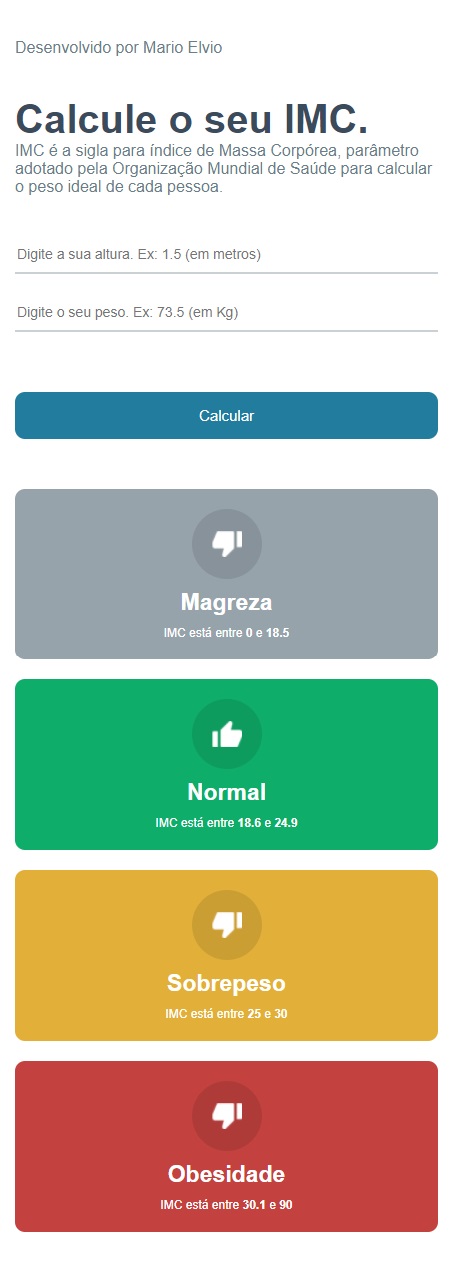 Desenvolvido por Mario Elvio
Calcule o seu IMC.
IMC é a sigla para índice de Massa Corpórea, parâmetro
adotado pela Organização Mundial de Saúde para calcular
o peso ideal de cada pessoa.
Digite a sua altura. Ex: 1.5 (em metros)
Digite o seu peso. Ex: 73.5 (em Kg)
Calcular
Magreza
IMC está entre 0 e 18.5
Normal
IMC está entre 18.6 e 24.9
Sobrepeso
IMC está entre 25 e 30
Obesidade
IMC está entre 30.1 e 90